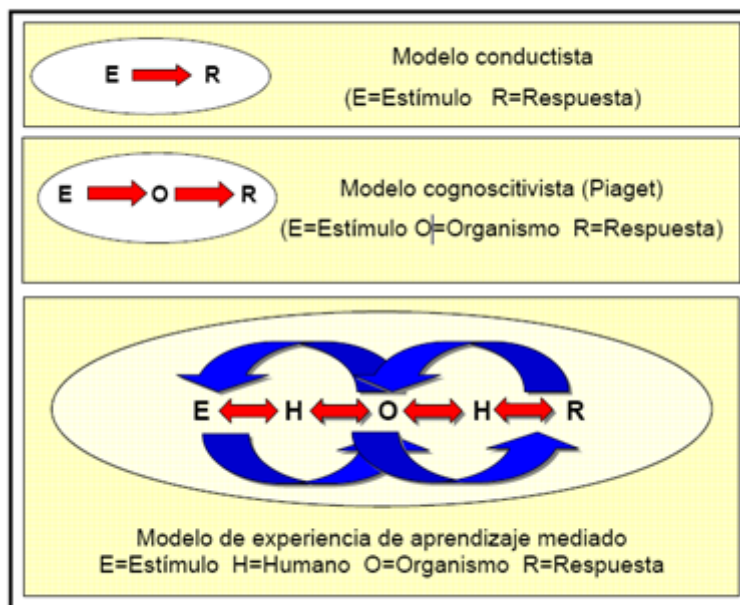 E R
Modelo conductista
(E=Estímulo R=Respuesta)
E O R
Modelo cognoscitivista (Piaget)
(E=Estímulo O=Organismo R=Respuesta)
E H O H R
Modelo de experiencia de aprendizaje mediado
E=Estímulo H=Humano O=Organismo R=Respuesta